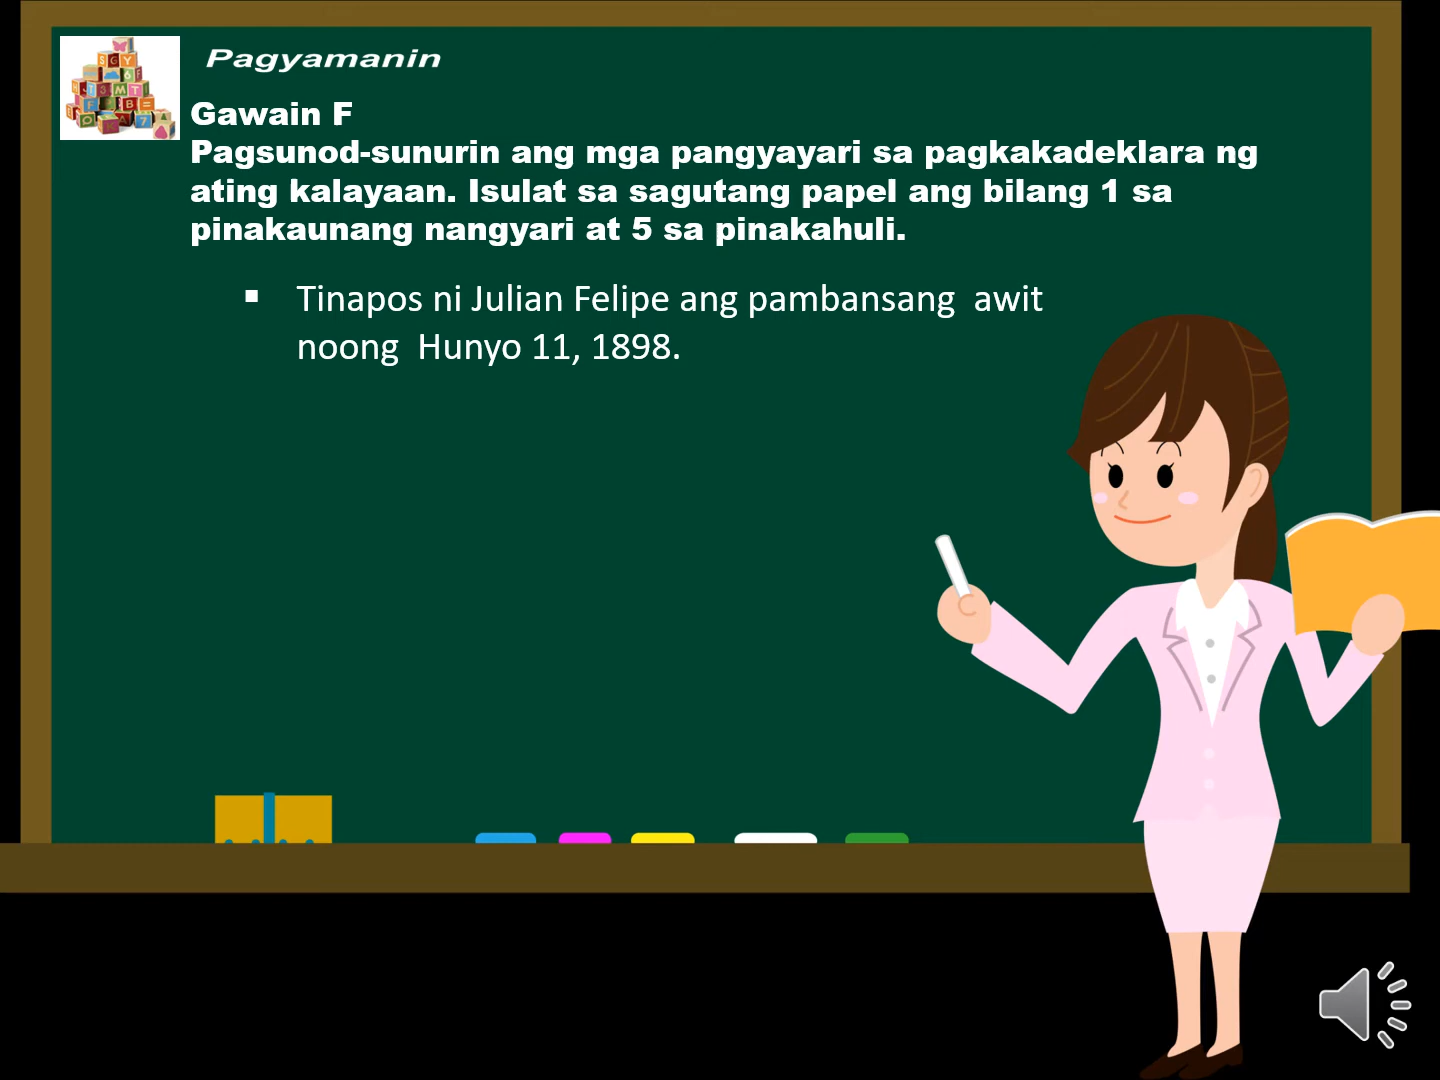 Pagyamanin
Gawain F
Pagsunod-sunurin ang mga pangyayari sa pagkakadeklara ng
ating kalayaan. Isulat sa sagutang papel ang bilang 1 sa
pinakaunang nangyari at 5 sa pinakahuli.
▪ Tinapos ni Julian Felipe ang pambansang awit
noong Hunyo 11, 1898.